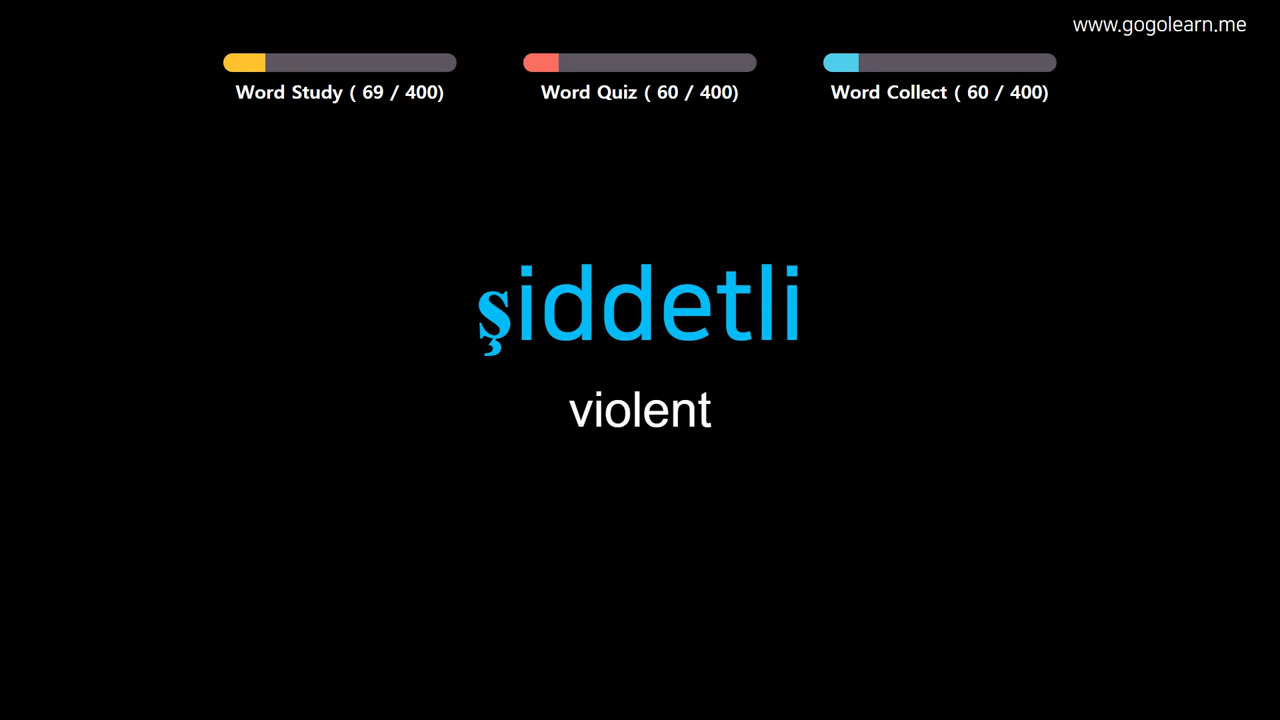 www.gogolearn.me
Word Study ( 69 / 400)
Word Quiz ( 60 / 400)
Word Collect ( 60 / 400)
şiddetli
violent